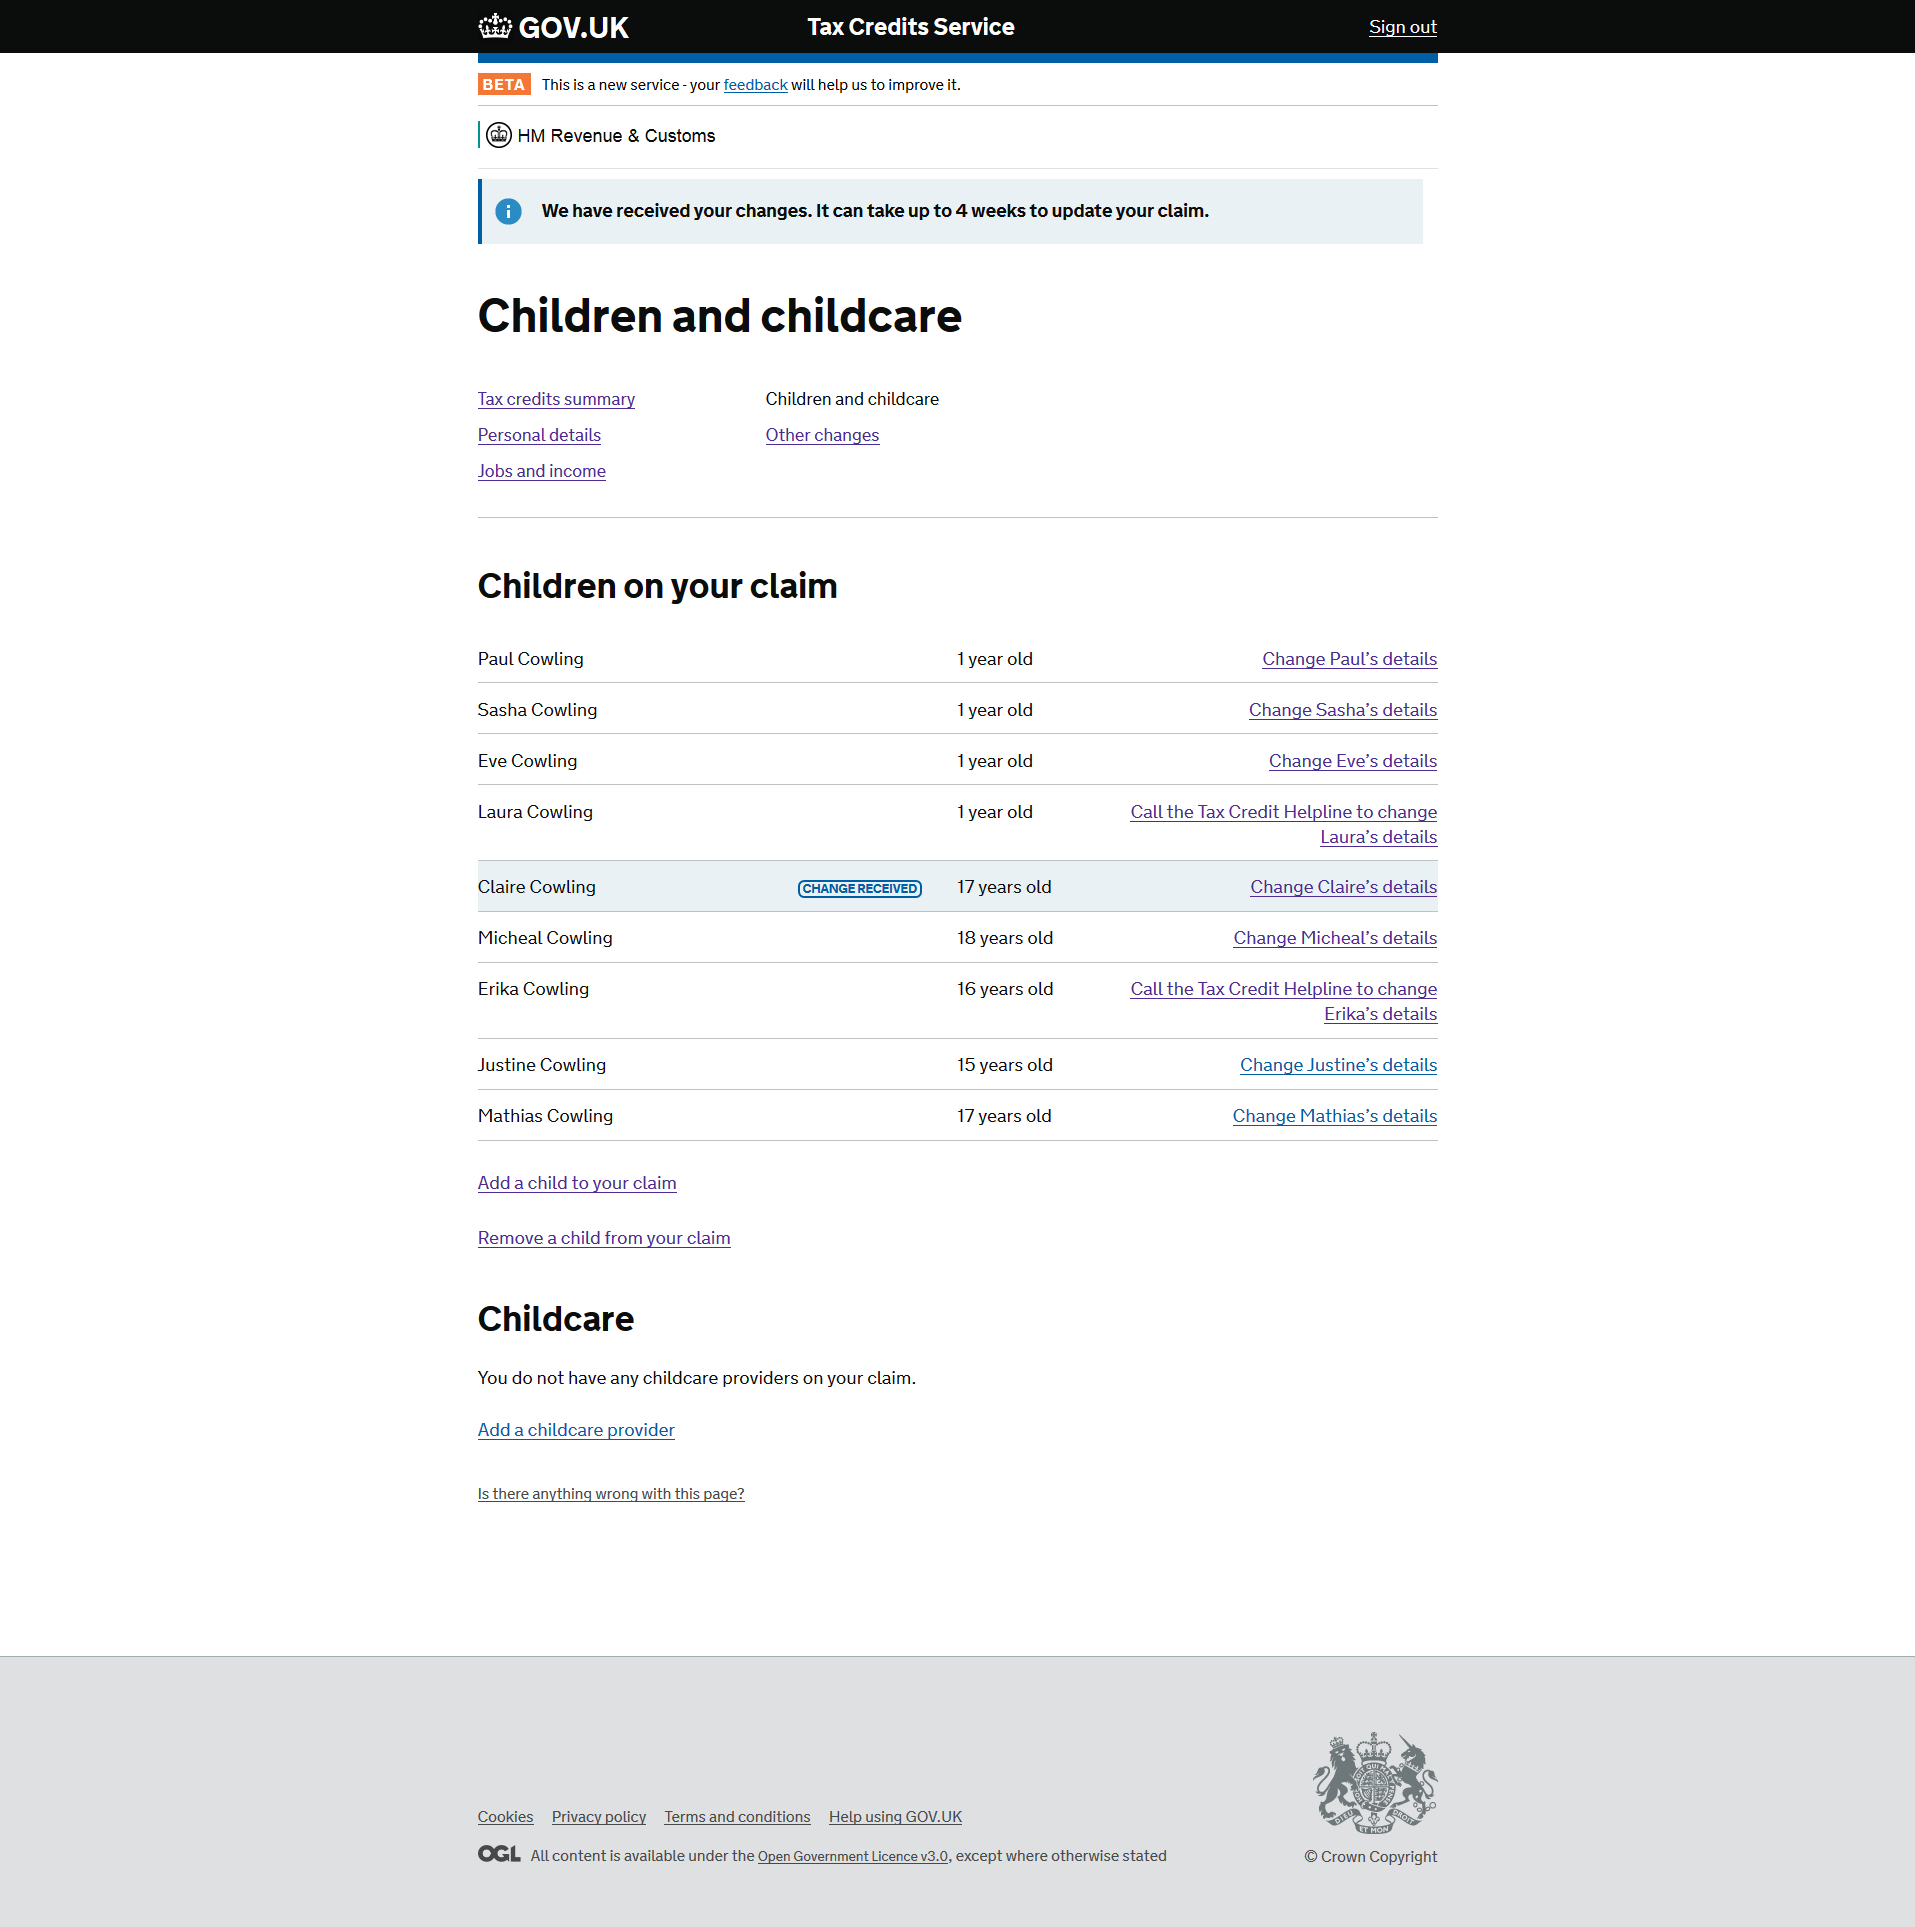 GOV.UK Tax Credits Service Sign out
BETA This is a new service - your feedback will help us to improve it.
HM Revenue & Customs
We have received your changes. It can take up to 4 weeks to update your claim.
Children and childcare
Tax credits summary
Personal details
Jobs and income
Children and childcare
Other changes
Children on your claim
Paul Cowling 1 year old Change Paul’s details
Sasha Cowling 1 year old Change Sasha’s details
Eve Cowling 1 year old Change Eve’s details
Laura Cowling 1 year old Call the Tax Credit Helpline to change
Laura’s details
Claire Cowling CHANGE RECEIVED 17 years old Change Claire’s details
Micheal Cowling 18 years old Change Micheal’s details
Erika Cowling 16 years old Call the Tax Credit Helpline to change
Erika’s details
Justine Cowling 15 years old Change Justine’s details
Mathias Cowling 17 years old Change Mathias’s details
Add a child to your claim
Remove a child from your claim
Childcare
You do not have any childcare providers on your claim.
Add a childcare provider
Is there anything wrong with this page?
Cookies Privacy policy Terms and conditions Help using GOV.UK
OGL All content is available under the Open Government Licence v3.0, except where otherwise stated
DIEU ET MON DROIT
© Crown Copyright